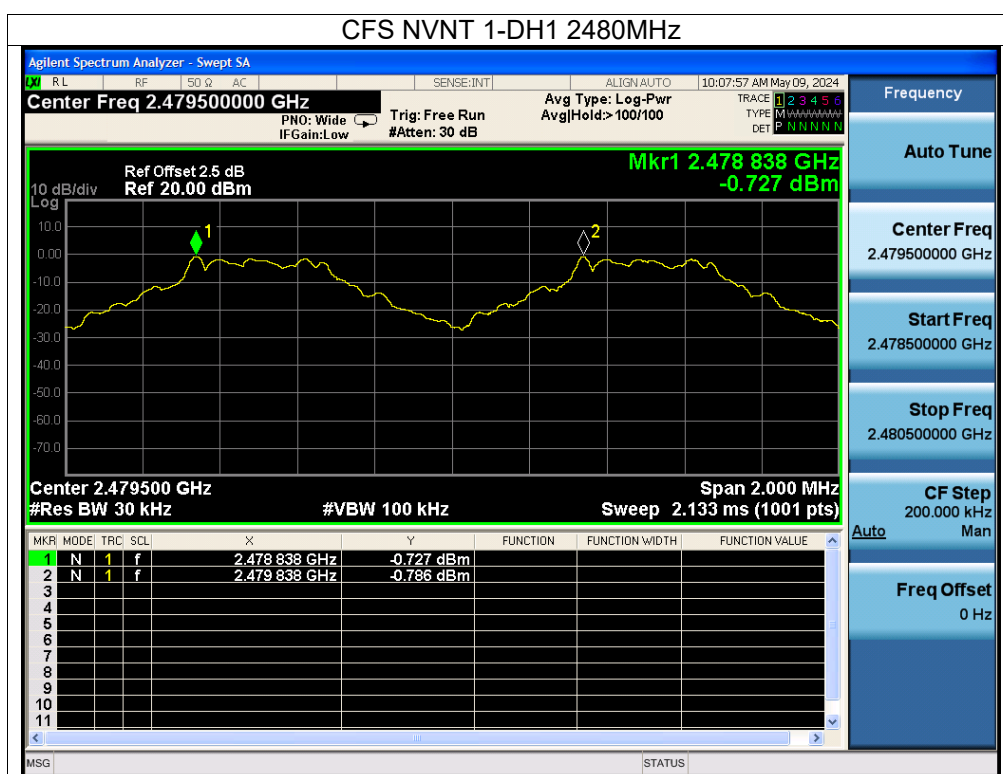 CFS NVNT 1-DH1 2480MHz
Agilent Spectrum Analyzer - Swept SA
LXI RL RF 50 Ω AC SENSE:INT ALIGN AUTO 10:07:57 AM May 09, 2024
Center Freq 2.479500000 GHz
PNO: Wide
IFGain:Low
Trig: Free Run
#Atten: 30 dB
Avg Type: Log-Pwr
Avg|Hold:>100/100
TRACE 1 2 3 4 5 6
TYPE MWWWWW
DET P N N N N N
Mkr1 2.478 838 GHz
-0.727 dBm
Ref Offset 2.5 dB
10 dB/div Ref 20.00 dBm
Log
10.0
0.00
-10.0
-20.0
-30.0
-40.0
-50.0
-60.0
-70.0
1
2
Center 2.479500 GHz Span 2.000 MHz
#Res BW 30 kHz #VBW 100 kHz Sweep 2.133 ms (1001 pts)
MKR MODE TRC SCL X Y FUNCTION FUNCTION WIDTH FUNCTION VALUE
1 N 1 f 2.478 838 GHz -0.727 dBm
2 N 1 f 2.479 838 GHz -0.786 dBm
3
4
5
6
7
8
9
10
11
MSG STATUS
Frequency
Auto Tune
Center Freq
2.479500000 GHz
Start Freq
2.478500000 GHz
Stop Freq
2.480500000 GHz
CF Step
200.000 kHz
Auto Man
Freq Offset
0 Hz